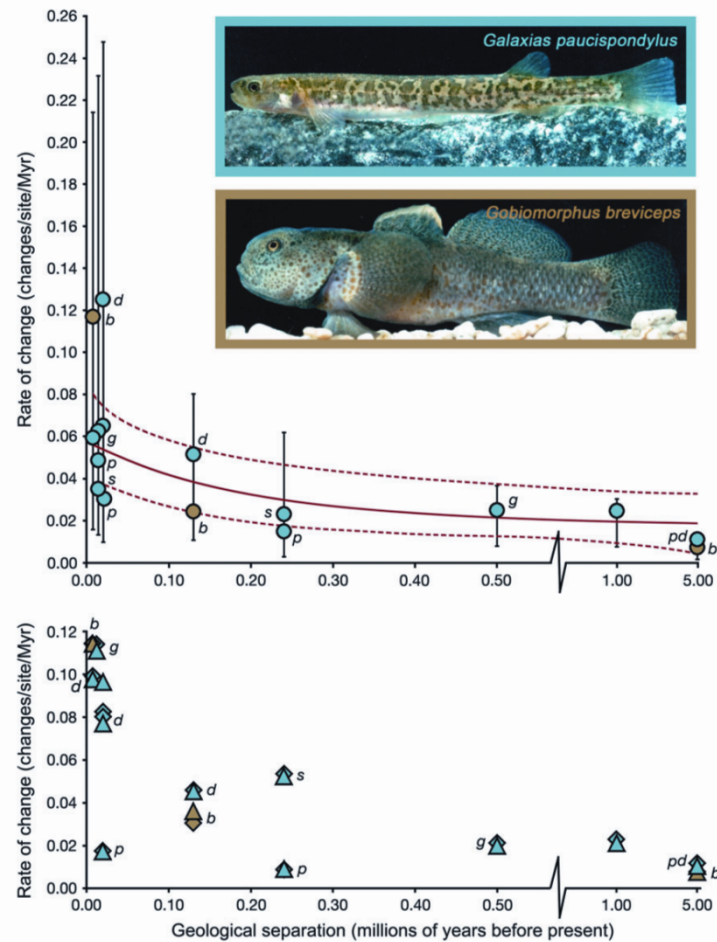 0.26
0.24
0.22
0.20
0.18
0.16
0.14
0.12
0.10
0.08
0.06
0.04
0.02
0.00
Rate of change (changes/site/Myr)
Galaxias paucispondylus
Gobiomorphus breviceps
d
b
g
p
s
p
d
b
s
p
g
pd
b
0.00 0.10 0.20 0.30 0.40 0.50 1.00 5.00
0.12
0.10
0.08
0.06
0.04
0.02
0.00
Rate of change (changes/site/Myr)
b
g
d
d
p
d
b
s
p
g
pd
b
0.00 0.10 0.20 0.30 0.40 0.50 1.00 5.00
Geological separation (millions of years before present)